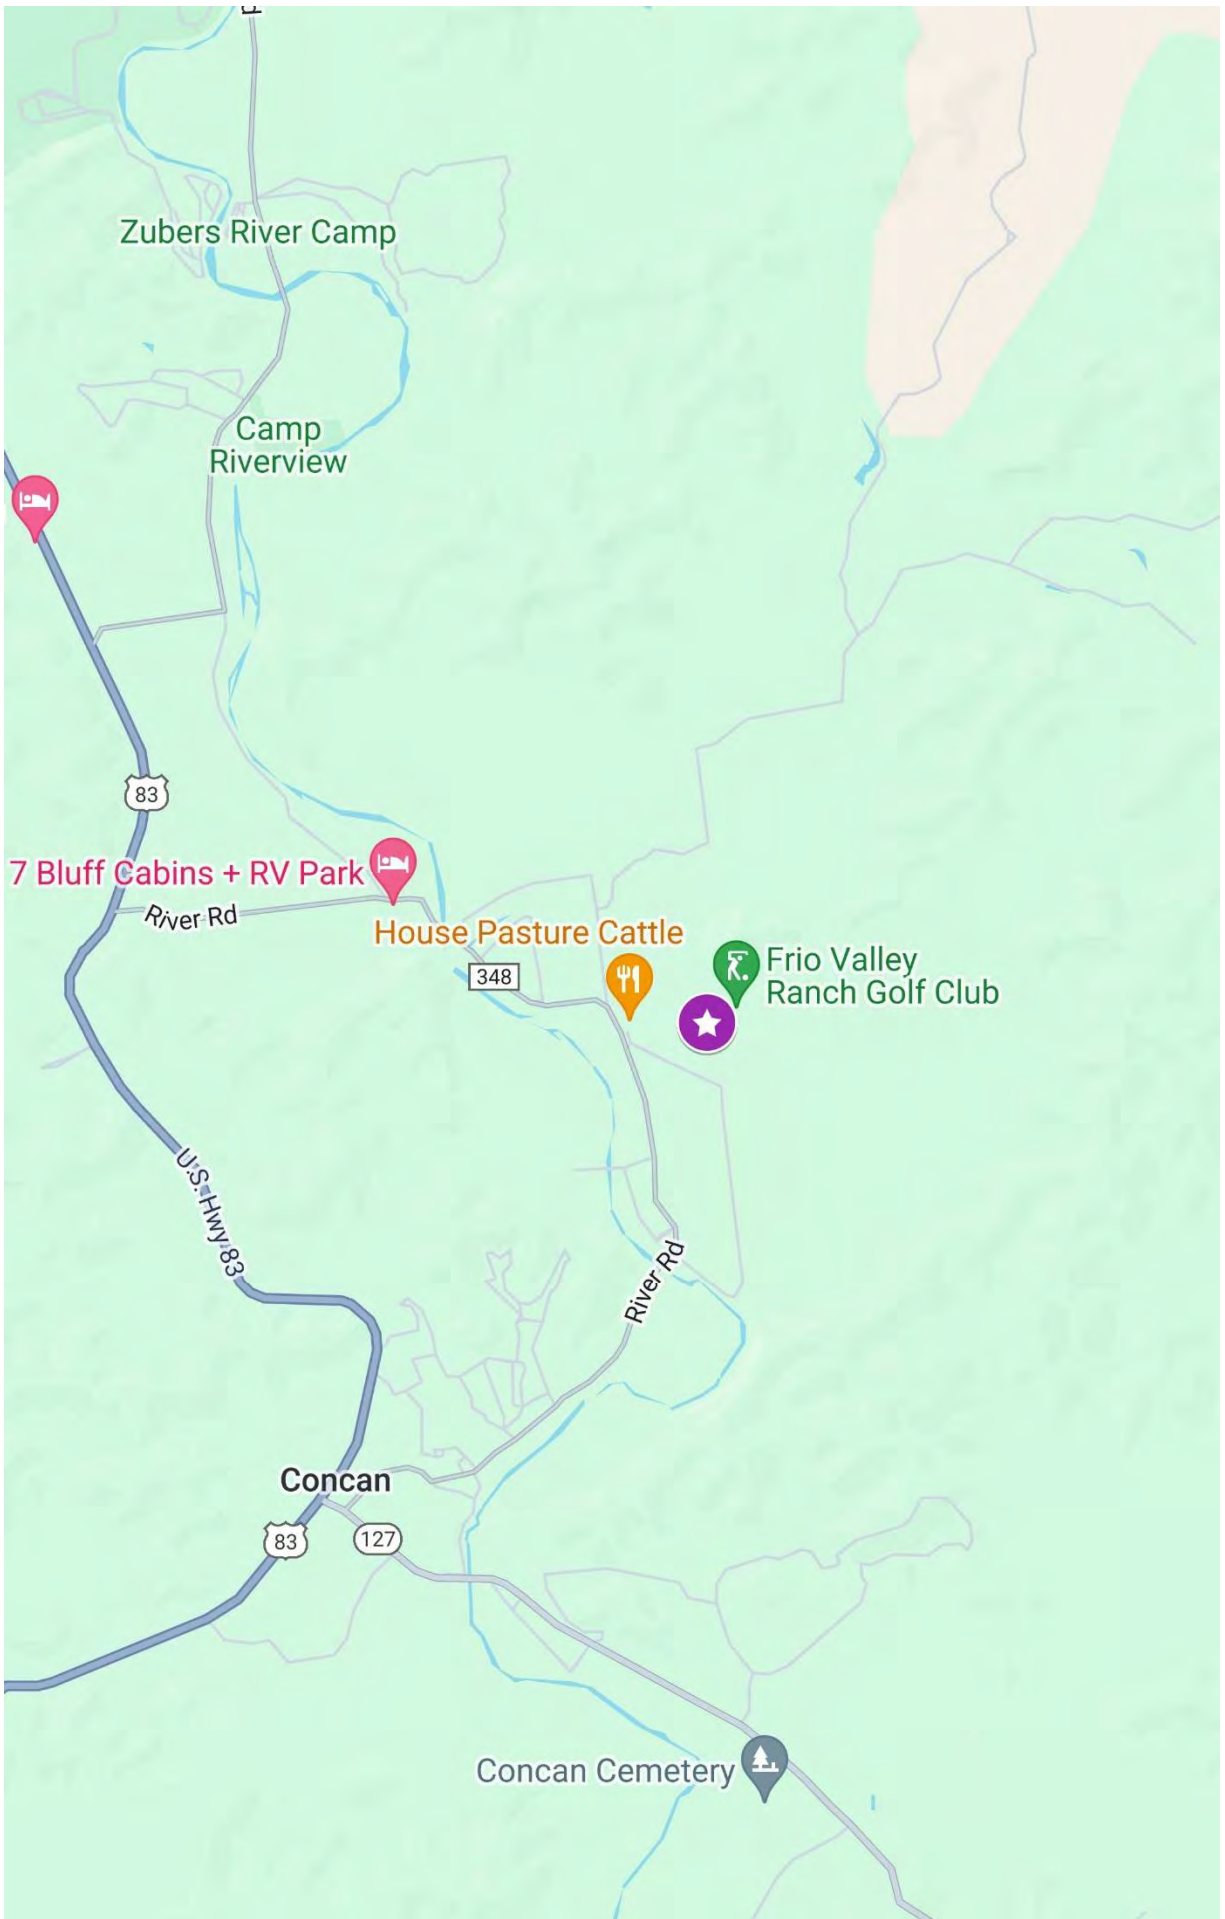 Zubers River Camp
Camp
Riverview
83
7 Bluff Cabins + RV Park
River Rd
House Pasture Cattle
348
Frio Valley
Ranch Golf Club
U.S. Hwy 83
River Rd
Concan
83
127
Concan Cemetery